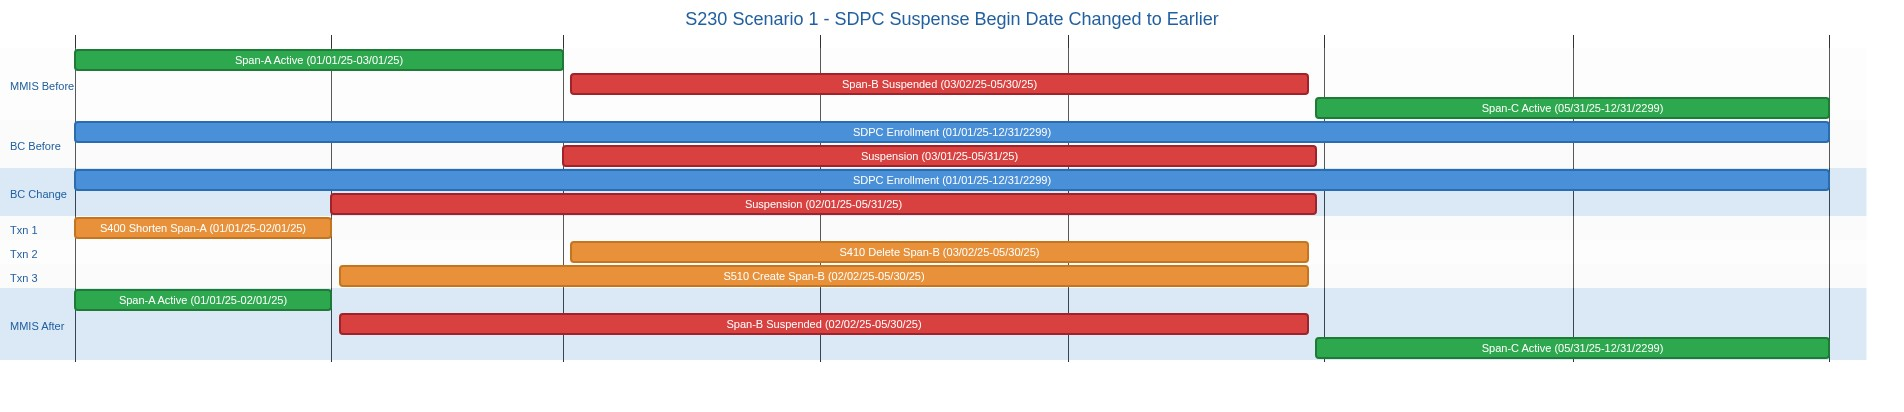 S230 Scenario 1 - SDPC Suspense Begin Date Changed to Earlier
Span-A Active (01/01/25-03/01/25)
MMIS Before
Span-B Suspended (03/02/25-05/30/25)
Span-C Active (05/31/25-12/31/2299)
SDPC Enrollment (01/01/25-12/31/2299)
BC Before
Suspension (03/01/25-05/31/25)
SDPC Enrollment (01/01/25-12/31/2299)
BC Change
Suspension (02/01/25-05/31/25)
Txn 1
S400 Shorten Span-A (01/01/25-02/01/25)
Txn 2
S410 Delete Span-B (03/02/25-05/30/25)
Txn 3
S510 Create Span-B (02/02/25-05/30/25)
Span-A Active (01/01/25-02/01/25)
MMIS After
Span-B Suspended (02/02/25-05/30/25)
Span-C Active (05/31/25-12/31/2299)